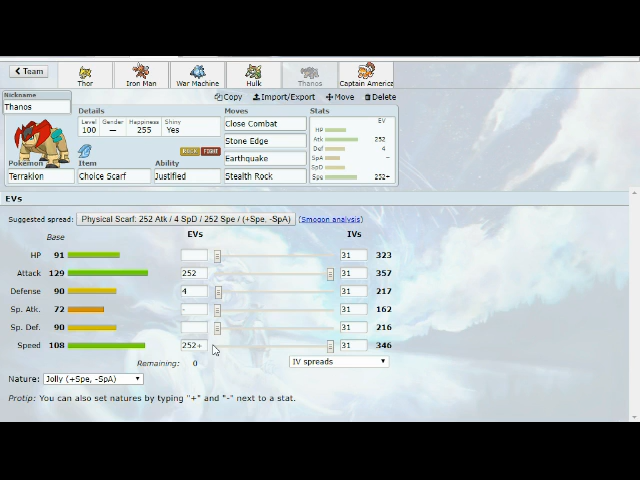 Team
Thor Iron Man War Machine Hulk Thanos Captain America
Nickname
Thanos
Copy Import/Export Move Delete
Details
Level Gender Happiness Shiny
100 — 255 Yes
Moves
Close Combat
Stone Edge
Earthquake
Stealth Rock
Stats
EV
HP
Atk 252
Def 4
SpA -
SpD
Spe 252+
ROCK FIGHT
Pokémon Item Ability
Terrakion Choice Scarf Justified
EVs
Suggested spread: Physical Scarf: 252 Atk / 4 SpD / 252 Spe / (+Spe, -SpA) (Smogon analysis)
Base EVs IVs
HP 91 31 323
Attack 129 252 31 357
Defense 90 4 31 217
Sp. Atk. 72 - 31 162
Sp. Def. 90 31 216
Speed 108 252+ 31 346
Remaining: 0 IV spreads
Nature: Jolly (+Spe, -SpA)
Protip: You can also set natures by typing "+" and "-" next to a stat.